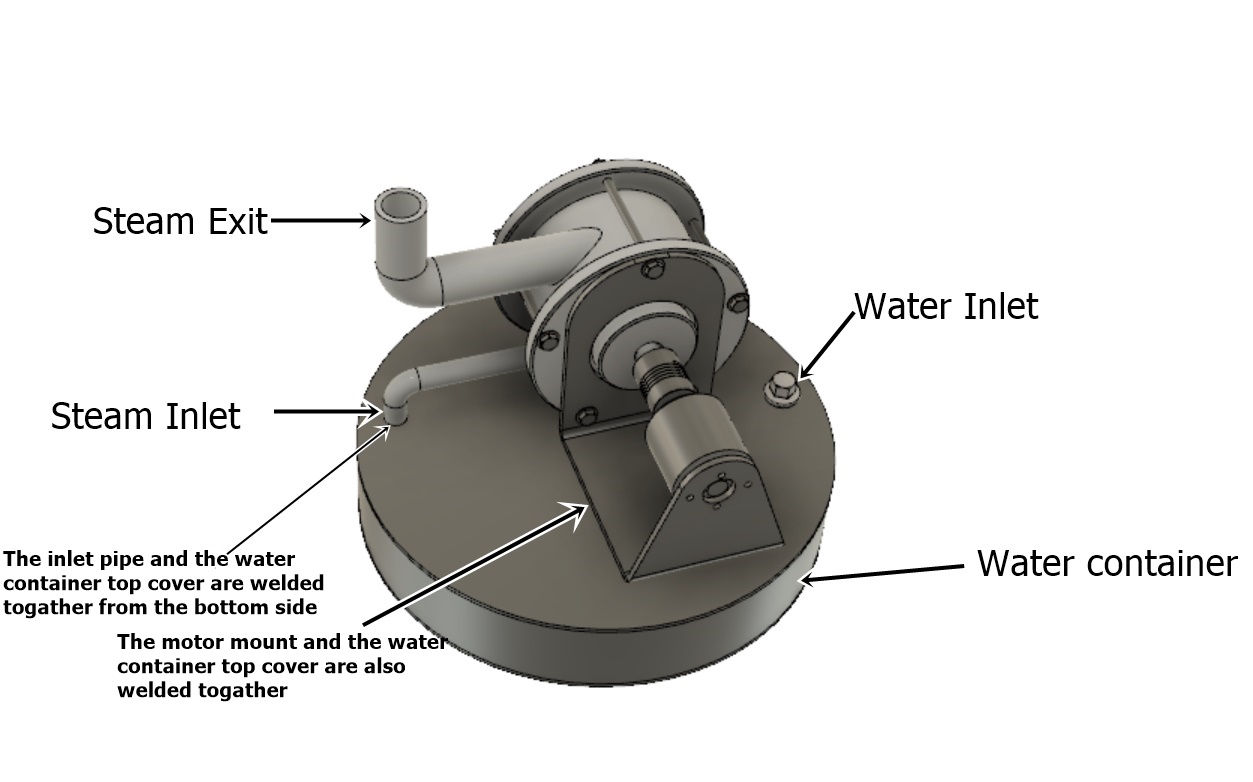 Steam Exit
Water Inlet
Steam Inlet
The inlet pipe and the water
container top cover are welded
togather from the bottom side
Water container
The motor mount and the water
container top cover are also
welded togather